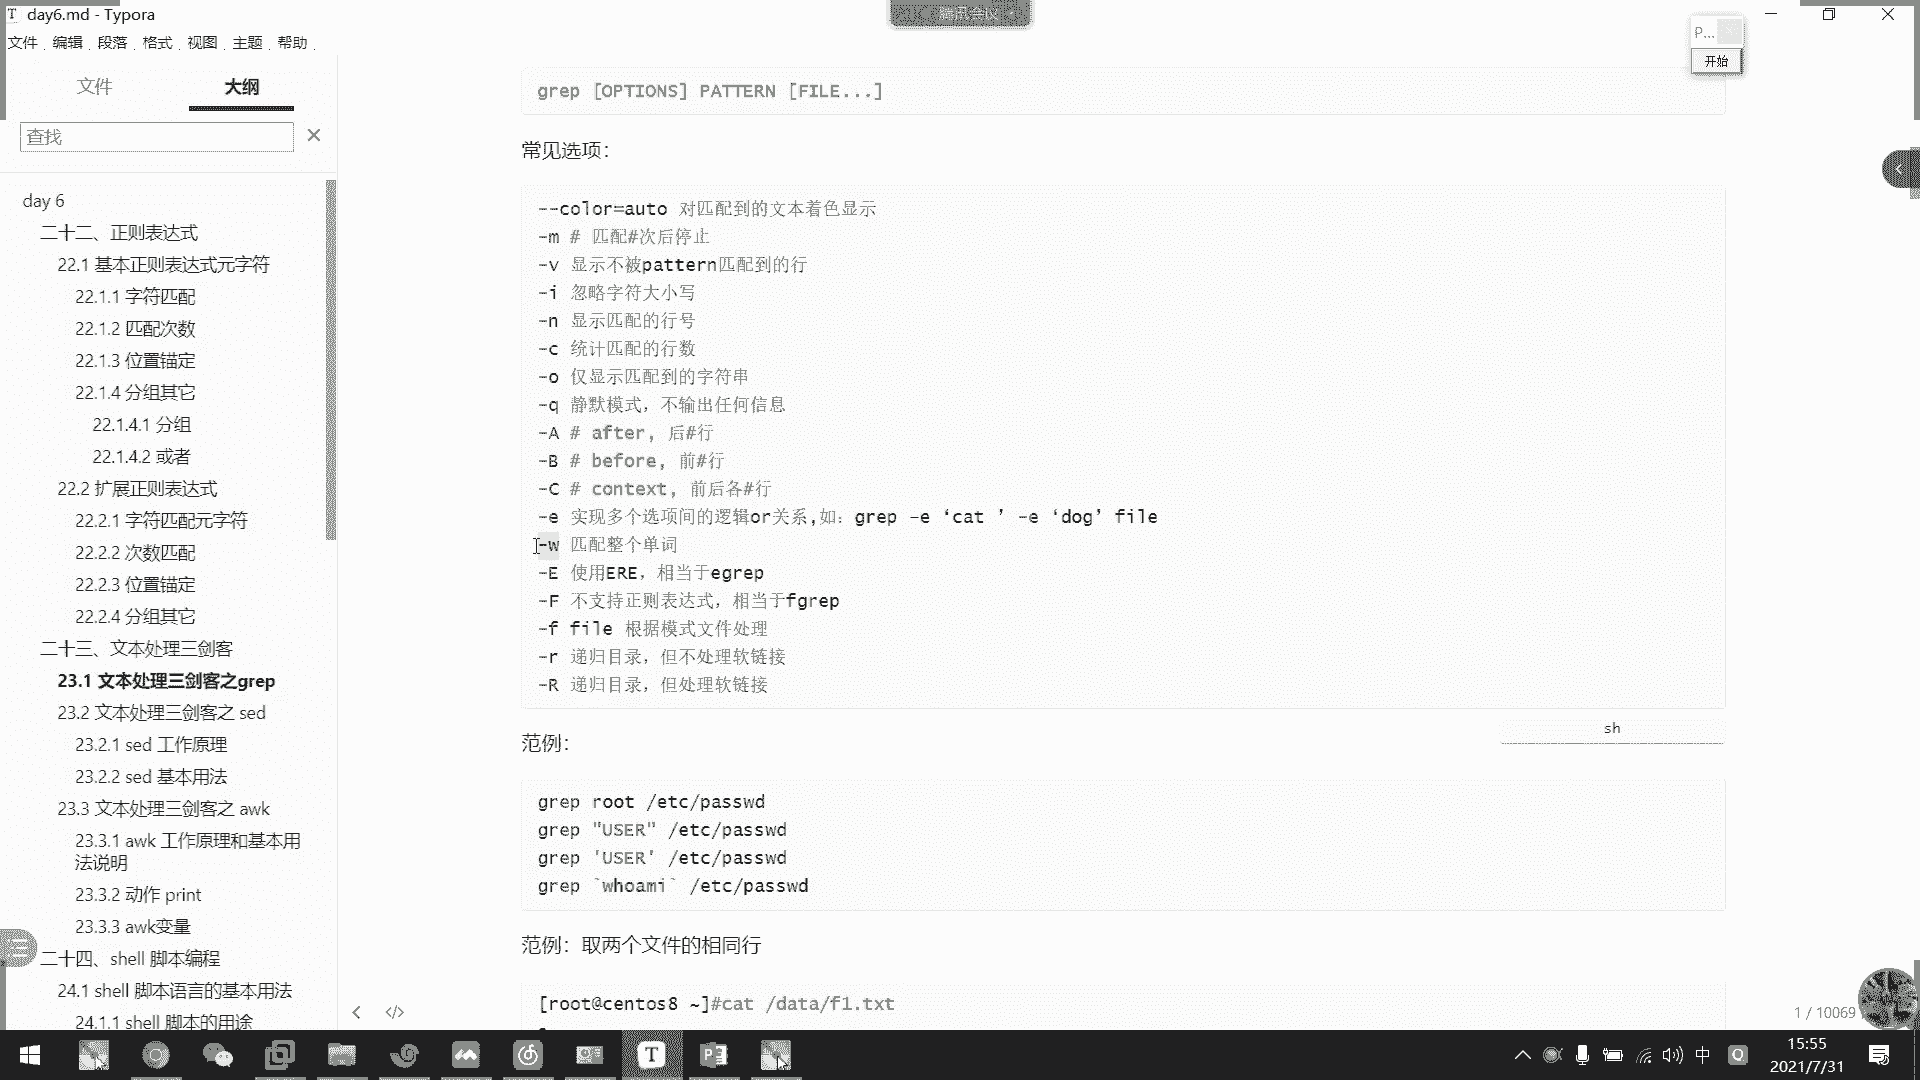 day6.md - Typora
腾讯会议
文件 编辑 段落 格式 视图 主题 帮助
P...
开始
文件 大纲
查找
day 6
二十二、正则表达式
22.1 基本正则表达式元字符
22.1.1 字符匹配
22.1.2 匹配次数
22.1.3 位置锚定
22.1.4 分组其它
22.1.4.1 分组
22.1.4.2 或者
22.2 扩展正则表达式
22.2.1 字符匹配元字符
22.2.2 次数匹配
22.2.3 位置锚定
22.2.4 分组其它
二十三、文本处理三剑客
23.1 文本处理三剑客之grep
23.2 文本处理三剑客之 sed
23.2.1 sed 工作原理
23.2.2 sed 基本用法
23.3 文本处理三剑客之 awk
23.3.1 awk 工作原理和基本用
法说明
23.3.2 动作 print
23.3.3 awk变量
二十四、shell 脚本编程
24.1 shell 脚本语言的基本用法
24.1.1 shell 脚本的用途
grep [OPTIONS] PATTERN [FILE...]
常见选项：
--color=auto 对匹配到的文本着色显示
-m # 匹配#次后停止
-v 显示不被pattern匹配到的行
-i 忽略字符大小写
-n 显示匹配的行号
-c 统计匹配的行数
-o 仅显示匹配到的字符串
-q 静默模式，不输出任何信息
-A # after, 后#行
-B # before, 前#行
-C # context, 前后各#行
-e 实现多个选项间的逻辑or关系,如：grep -e ‘cat ’ -e ‘dog’ file
-w 匹配整个单词
-E 使用ERE，相当于egrep
-F 不支持正则表达式，相当于fgrep
-f file 根据模式文件处理
-r 递归目录，但不处理软链接
-R 递归目录，但处理软链接
sh
范例：
grep root /etc/passwd
grep "USER" /etc/passwd
grep 'USER' /etc/passwd
grep `whoami` /etc/passwd
范例：取两个文件的相同行
[root@centos8 ~]#cat /data/f1.txt
1 / 10069
中
15:55
2021/7/31